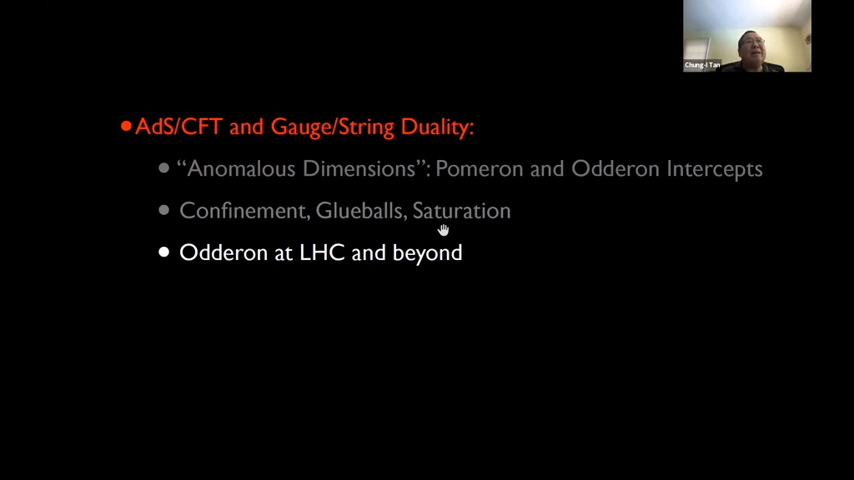 Chung-I Tan
•AdS/CFT and Gauge/String Duality:
• “Anomalous Dimensions”: Pomeron and Odderon Intercepts
• Confinement, Glueballs, Saturation
• Odderon at LHC and beyond